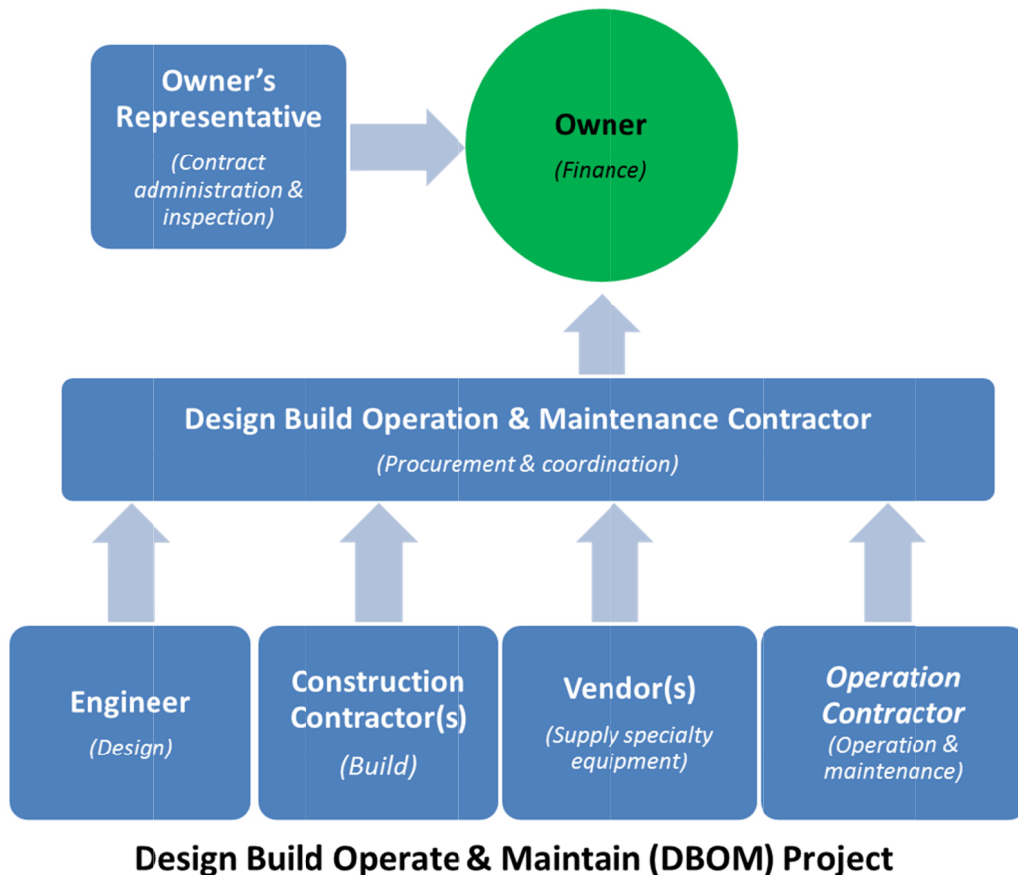 Owner's
Representative
(Contract
administration &
inspection)
Owner
(Finance)
Design Build Operation & Maintenance Contractor
(Procurement & coordination)
Engineer
(Design)
Construction
Contractor(s)
(Build)
Vendor(s)
(Supply specialty
equipment)
Operation
Contractor
(Operation &
maintenance)
Design Build Operate & Maintain (DBOM) Project